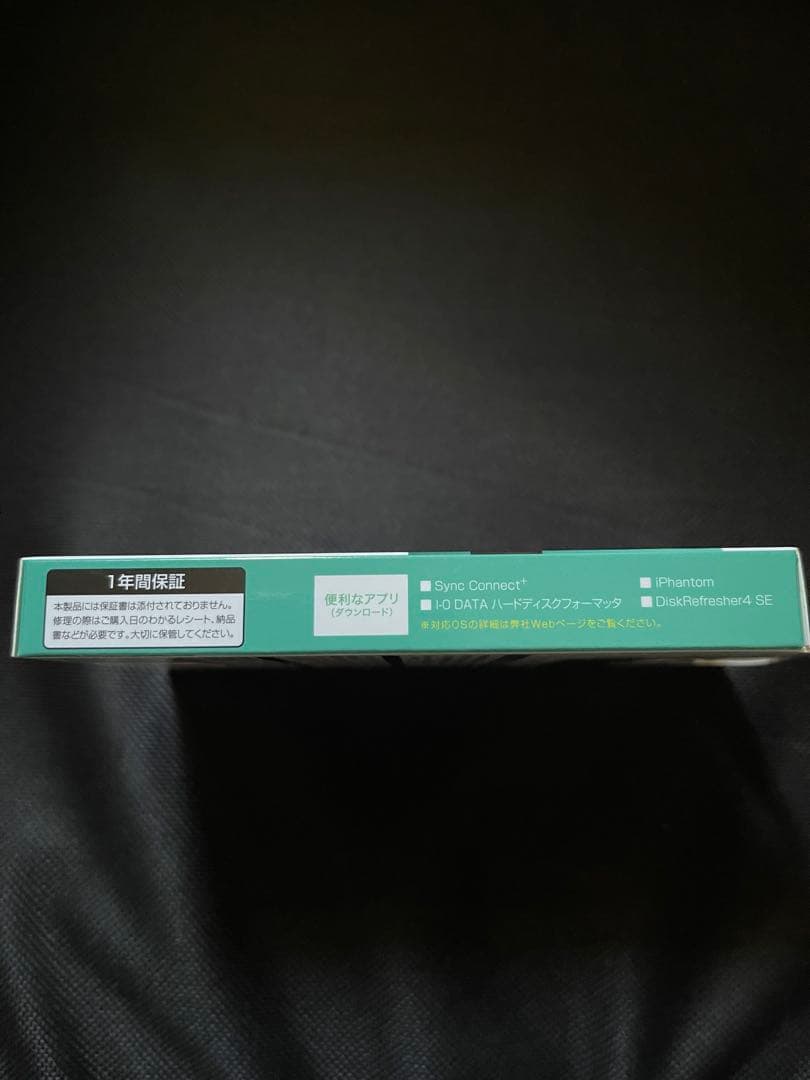 1年間保証
本製品には保証書は添付されておりません。
修理の際はご購入日のわかるレシート、納品
書などが必要です。大切に保管してください。
便利なアプリ
(ダウンロード)
■ Sync Connect+
■ I-O DATA ハードディスクフォーマッタ
■ iPhantom
■ DiskRefresher4 SE
※対応OSの詳細は弊社Webページをご覧ください。